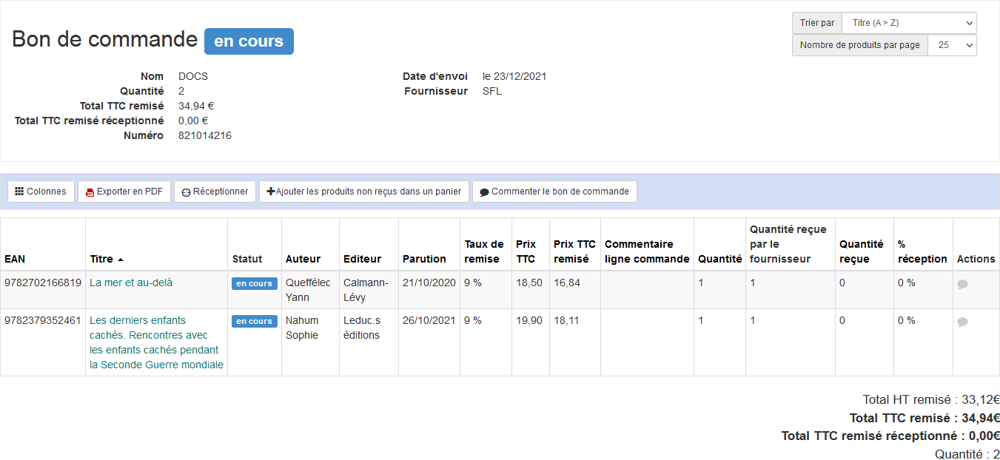 Bon de commande en cours
Trier par Titre (A > Z)
Nombre de produits par page 25
Nom DOCS
Quantité 2
Total TTC remisé 34,94 €
Total TTC remisé réceptionné 0,00 €
Numéro 821014216
Date d'envoi le 23/12/2021
Fournisseur SFL
Colonnes Exporter en PDF Réceptionner Ajouter les produits non reçus dans un panier Commenter le bon de commande
EAN Titre Statut Auteur Editeur Parution Taux de remise Prix TTC Prix TTC remisé Commentaire ligne commande Quantité Quantité reçue par le fournisseur Quantité reçue % réception Actions
9782702166819 La mer et au-delà en cours Queffélec Yann Calmann-Lévy 21/10/2020 9 % 18,50 16,84 1 1 0 0 %
9782379352461 Les derniers enfants cachés. Rencontres avec les enfants cachés pendant la Seconde Guerre mondiale en cours Nahum Sophie Leduc.s éditions 26/10/2021 9 % 19,90 18,11 1 1 0 0 %
Total HT remisé : 33,12€
Total TTC remisé : 34,94€
Total TTC remisé réceptionné : 0,00€
Quantité : 2